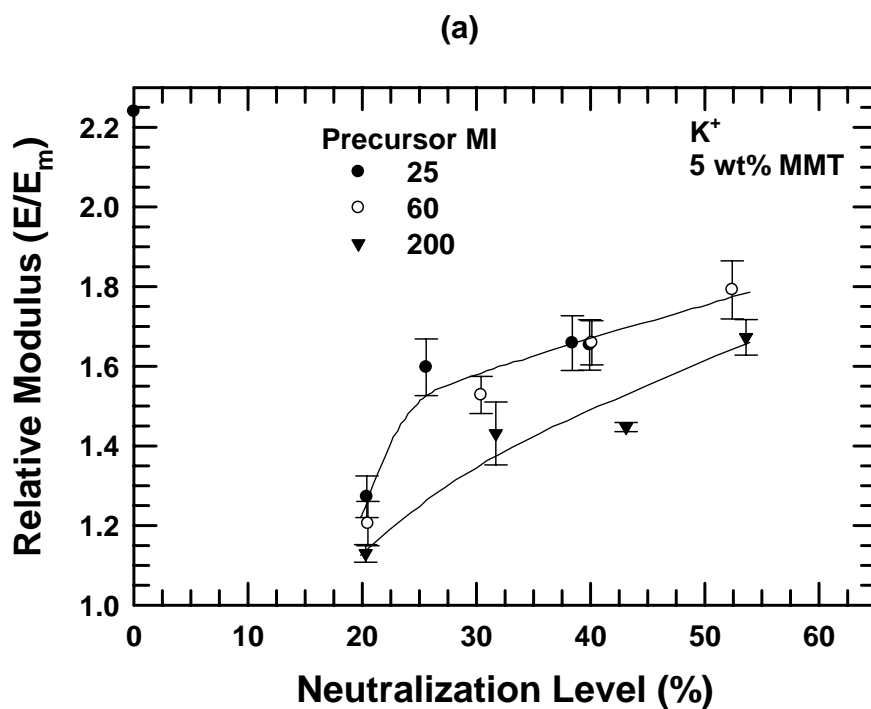 (a)
Relative Modulus (E/Em)
2.2
2.0
1.8
1.6
1.4
1.2
1.0
Precursor MI
25
60
200
K+
5 wt% MMT
0 10 20 30 40 50 60
Neutralization Level (%)